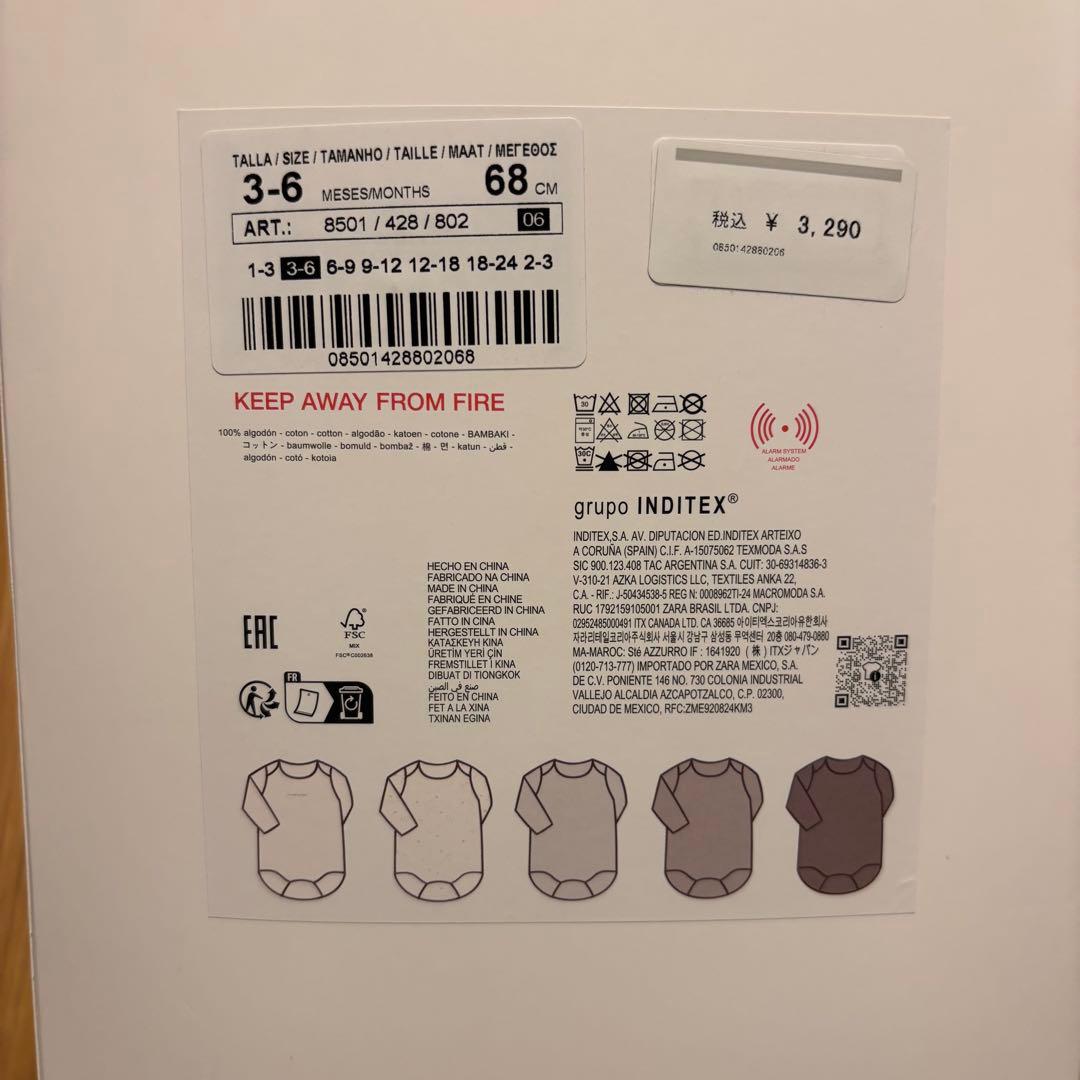 TALLA / SIZE / TAMANHO / TAILLE / MAAT / ΜΕΓΕΘΟΣ
3-6 MESES/MONTHS 68 CM
ART.: 8501 / 428 / 802 06
1-3 3-6 6-9 9-12 12-18 18-24 2-3
08501428802068
税込 ¥ 3,290
0850142880206
KEEP AWAY FROM FIRE
100% algodón - coton - cotton - algodão - katoen - cotone - BAMBAKI -
コットン - baumwolle - bomuld - bombaž - 棉 - 면 - katun - قطن -
algodón - cotó - kotoia
30
30C
ALARM SYSTEM
ALARMADO
ALARME
grupo INDITEX®
INDITEX,S.A. AV. DIPUTACION ED.INDITEX ARTEIXO
A CORUÑA (SPAIN) C.I.F. A-15075062 TEXMODA S.A.S
SIC 900.123.408 TAC ARGENTINA S.A. CUIT: 30-69314836-3
V-310-21 AZKA LOGISTICS LLC, TEXTILES ANKA 22,
C.A. - RIF.: J-50434538-5 REG N: 0008962TI-24 MACROMODA S.A.
RUC 1792159105001 ZARA BRASIL LTDA. CNPJ:
02952485000491 ITX CANADA LTD. CA 36685 아이티엑스코리아유한회사
자라리테일코리아주식회사 서울시 강남구 삼성동 무역센터 20층 080-479-0880
MA-MAROC: Sté AZZURRO IF : 1641920 (株) ITXジャパン
(0120-713-777) IMPORTADO POR ZARA MEXICO, S.A.
DE C.V. PONIENTE 146 NO. 730 COLONIA INDUSTRIAL
VALLEJO ALCALDIA AZCAPOTZALCO, C.P. 02300,
CIUDAD DE MEXICO, RFC:ZME920824KM3
HECHO EN CHINA
FABRICADO NA CHINA
MADE IN CHINA
FABRIQUÉ EN CHINE
GEFABRICEERD IN CHINA
FATTO IN CINA
HERGESTELLT IN CHINA
ΚΑΤΑΣΚΕΥΗ ΚΙΝΑ
ÜRETİM YERİ ÇİN
FREMSTILLET I KINA
DIBUAT DI TIONGKOK
صنع في الصين
FEITO EN CHINA
FET A LA XINA
TXINAN EGINA
EAC
FSC
MIX
FSC® C002638
FR